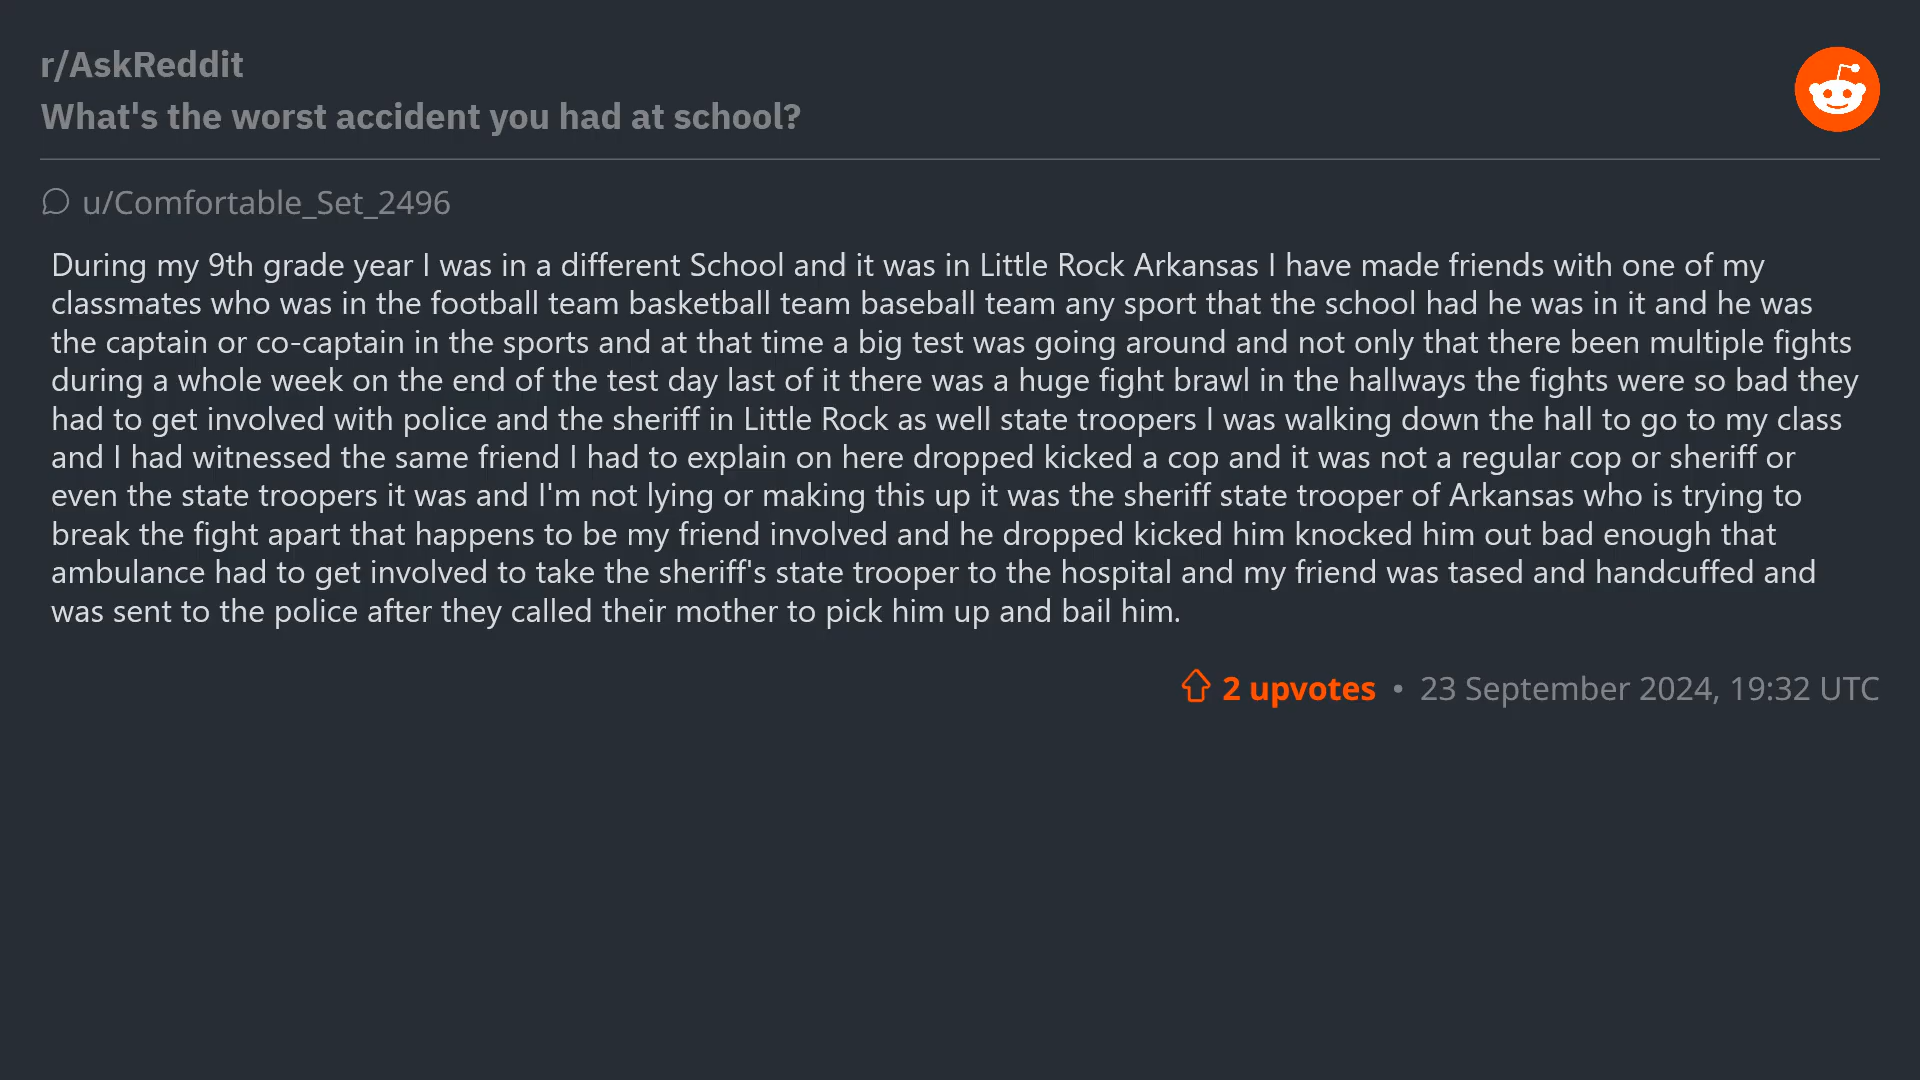 r/AskReddit
What's the worst accident you had at school?
u/Comfortable_Set_2496
During my 9th grade year I was in a different School and it was in Little Rock Arkansas I have made friends with one of my
classmates who was in the football team basketball team baseball team any sport that the school had he was in it and he was
the captain or co-captain in the sports and at that time a big test was going around and not only that there been multiple fights
during a whole week on the end of the test day last of it there was a huge fight brawl in the hallways the fights were so bad they
had to get involved with police and the sheriff in Little Rock as well state troopers I was walking down the hall to go to my class
and I had witnessed the same friend I had to explain on here dropped kicked a cop and it was not a regular cop or sheriff or
even the state troopers it was and I'm not lying or making this up it was the sheriff state trooper of Arkansas who is trying to
break the fight apart that happens to be my friend involved and he dropped kicked him knocked him out bad enough that
ambulance had to get involved to take the sheriff's state trooper to the hospital and my friend was tased and handcuffed and
was sent to the police after they called their mother to pick him up and bail him.
2 upvotes • 23 September 2024, 19:32 UTC